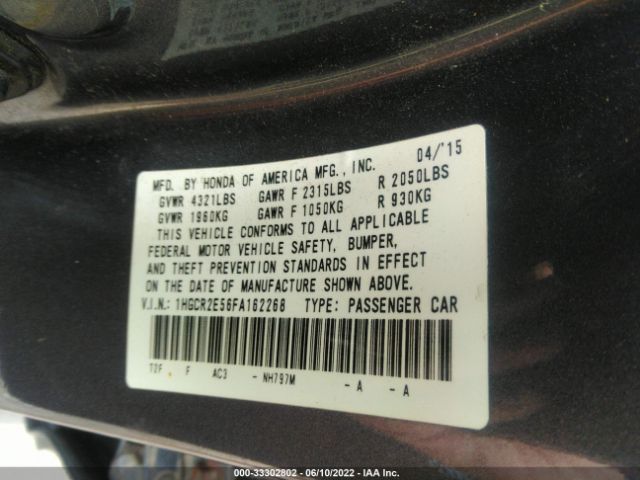 MFD. BY HONDA OF AMERICA MFG., INC. 04/'15
GVWR 4321LBS GAWR F 2315LBS R 2050LBS
GVWR 1960KG GAWR F 1050KG R 930KG
THIS VEHICLE CONFORMS TO ALL APPLICABLE
FEDERAL MOTOR VEHICLE SAFETY, BUMPER,
AND THEFT PREVENTION STANDARDS IN EFFECT
ON THE DATE OF MANUFACTURE SHOWN ABOVE.
V.I.N.: 1HGCR2E56FA162268 TYPE: PASSENGER CAR
T2F F AC3 - NH797M - A - A
000-33302802 - 06/10/2022 - IAA Inc.